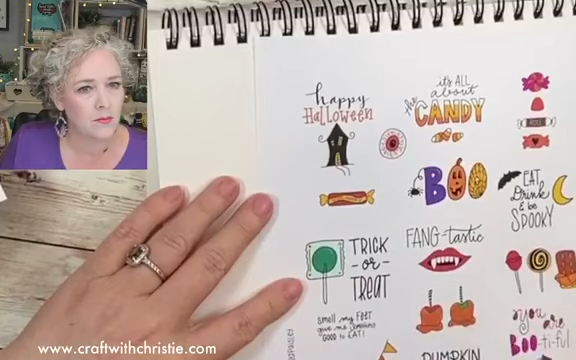 happy
Halloween
it's ALL
about
the
CANDY
BOO
EAT
Drink
& be
SPOOKY
TRICK
-or-
TREAT
FANG-tastic
smell my FEET
give me something
GOOD to EAT!
you are
BOO-ti-ful
PUMPKIN
www.craftwithchristie.com